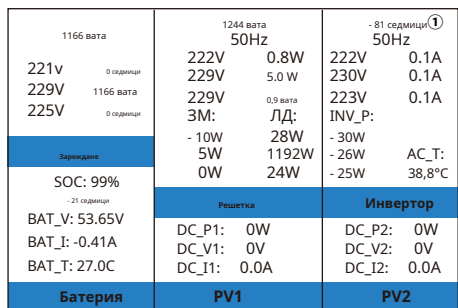 1166 вата
221v 0 седмици
229V 1166 вата
225V 0 седмици
Зареждане
SOC: 99%
- 21 седмици
BAT_V: 53.65V
BAT_I: -0.41A
BAT_T: 27.0C
Батерия
1244 вата
50Hz
222V 0.8W
229V 5.0 W
229V 0,9 вата
ЗМ: ЛД:
- 10W 28W
5W 1192W
0W 24W
Решетка
DC_P1: 0W
DC_V1: 0V
DC_I1: 0.0A
PV1
- 81 седмици①
50Hz
222V 0.1A
230V 0.1A
223V 0.1A
INV_P:
- 30W
- 26W AC_T:
- 25W 38,8°C
Инвертор
DC_P2: 0W
DC_V2: 0V
DC_I2: 0.0A
PV2